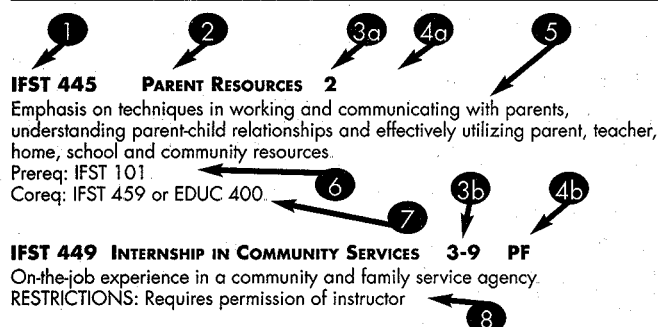 1 2 3a 4a 5
IFST 445 PARENT RESOURCES 2
Emphasis on techniques in working and communicating with parents,
understanding parent-child relationships and effectively utilizing parent, teacher,
home, school and community resources.
Prereq: IFST 101
6
Coreq: IFST 459 or EDUC 400
7 3b 4b
IFST 449 INTERNSHIP IN COMMUNITY SERVICES 3-9 PF
On-the-job experience in a community and family service agency
RESTRICTIONS: Requires permission of instructor
8